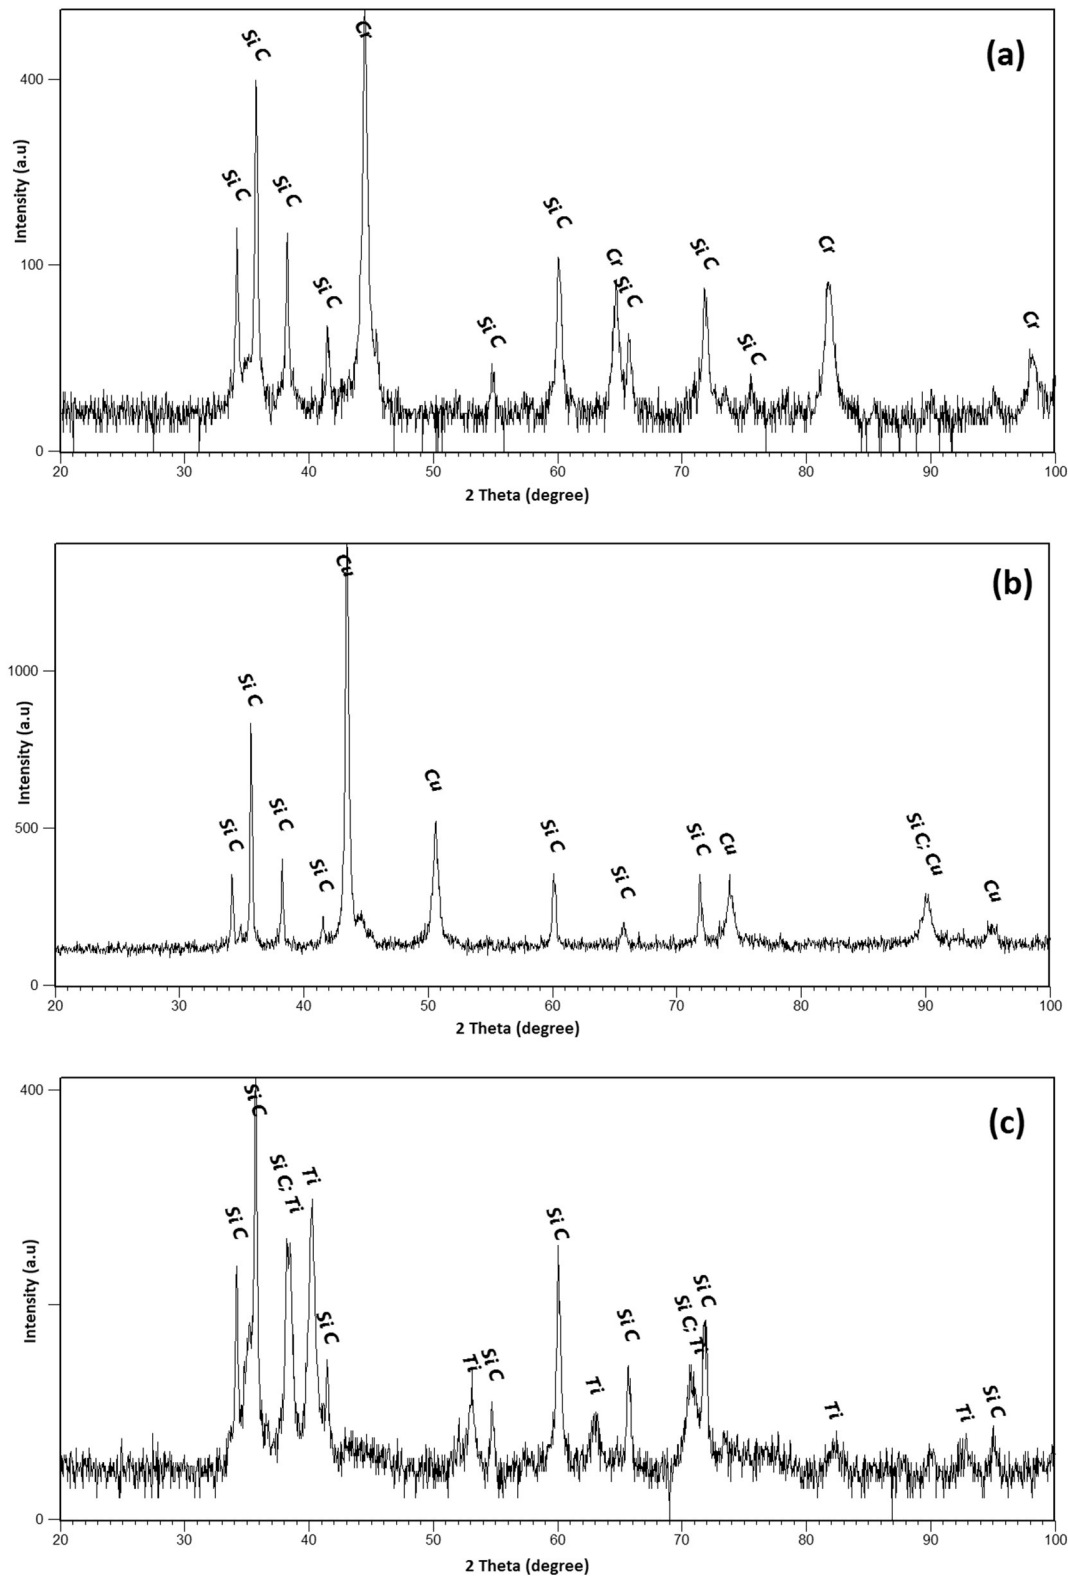 (a)
Si C
Cr
400
Si C
Si C
Intensity (a.u)
Si C
Cr
Cr
Si C
100
Si C
Si C
Cr
Si C
Si C
0
20 30 40 50 60 70 80 90 100
2 Theta (degree)
(b)
Cu
1000
Si C
Intensity (a.u)
Cu
Si C
500
Si C
Si C
Si C
Cu
Si C; Cu
Si C
Si C
Cu
0
20 30 40 50 60 70 80 90 100
2 Theta (degree)
(c)
400
Si C
Si C; Ti
Ti
Si C
Si C
Intensity (a.u)
Si C
Si C
Si C
Si C; Ti
Ti
Si C
Ti
Ti
Ti
Si C
0
20 30 40 50 60 70 80 90 100
2 Theta (degree)